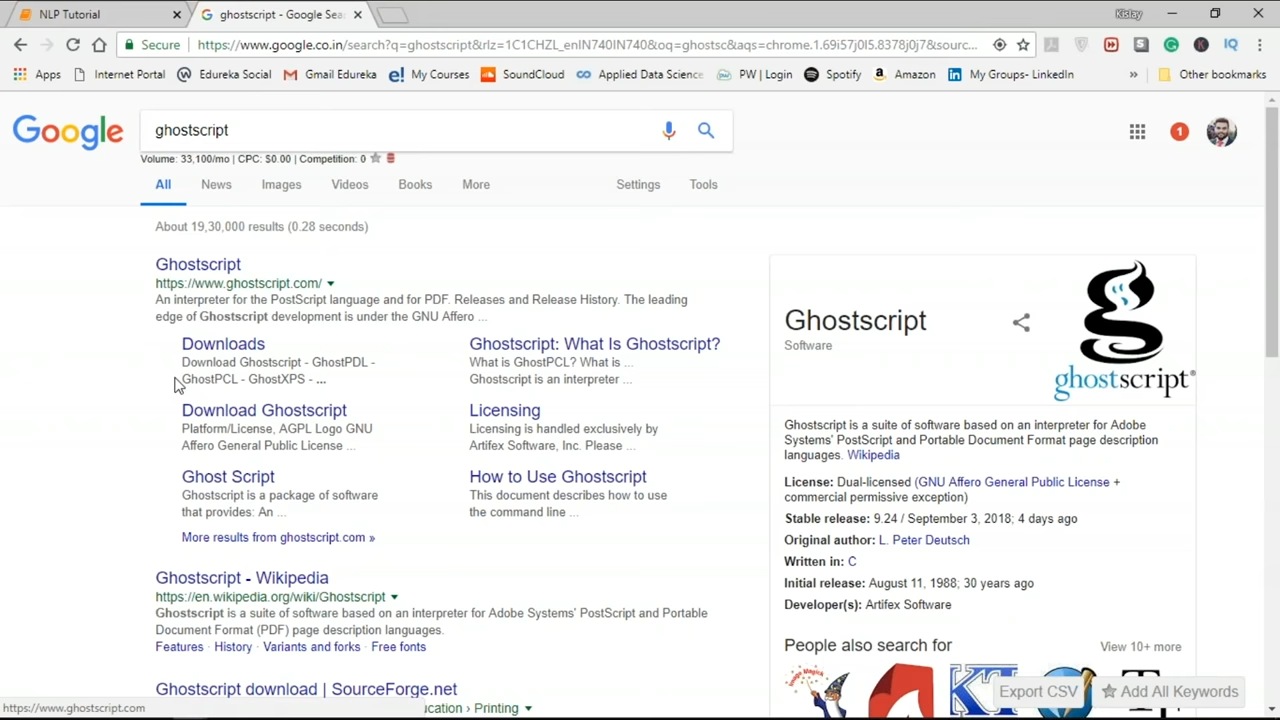 NLP Tutorial
ghostscript - Google Sea
Kislay
Secure
https://www.google.co.in/search?q=ghostscript&rlz=1C1CHZL_enIN740IN740&oq=ghostsc&aqs=chrome.1.69i57j0l5.8378j0j7&sourc...
Apps
Internet Portal
Edureka Social
Gmail Edureka
My Courses
SoundCloud
Applied Data Science
PW | Login
Spotify
Amazon
My Groups- LinkedIn
»
Other bookmarks
Google
ghostscript
1
Volume: 33,100/mo | CPC: $0.00 | Competition: 0
All
News
Images
Videos
Books
More
Settings
Tools
About 19,30,000 results (0.28 seconds)
Ghostscript
https://www.ghostscript.com/
An interpreter for the PostScript language and for PDF. Releases and Release History. The leading
edge of Ghostscript development is under the GNU Affero ...
Downloads
Download Ghostscript - GhostPDL -
GhostPCL - GhostXPS - ...
Ghostscript: What Is Ghostscript?
What is GhostPCL? What is ...
Ghostscript is an interpreter ...
Download Ghostscript
Platform/License, AGPL Logo GNU
Affero General Public License ...
Licensing
Licensing is handled exclusively by
Artifex Software, Inc. Please ...
Ghost Script
Ghostscript is a package of software
that provides: An ...
How to Use Ghostscript
This document describes how to use
the command line ...
More results from ghostscript.com »
Ghostscript - Wikipedia
https://en.wikipedia.org/wiki/Ghostscript
Ghostscript is a suite of software based on an interpreter for Adobe Systems' PostScript and Portable
Document Format (PDF) page description languages.
Features · History · Variants and forks · Free fonts
Ghostscript download | SourceForge.net
ucation › Printing
https://www.ghostscript.com
Ghostscript
Software
ghostscript®
Ghostscript is a suite of software based on an interpreter for Adobe
Systems' PostScript and Portable Document Format page description
languages. Wikipedia
License: Dual-licensed (GNU Affero General Public License +
commercial permissive exception)
Stable release: 9.24 / September 3, 2018; 4 days ago
Original author: L. Peter Deutsch
Written in: C
Initial release: August 11, 1988; 30 years ago
Developer(s): Artifex Software
People also search for
View 10+ more
Export CSV
Add All Keywords